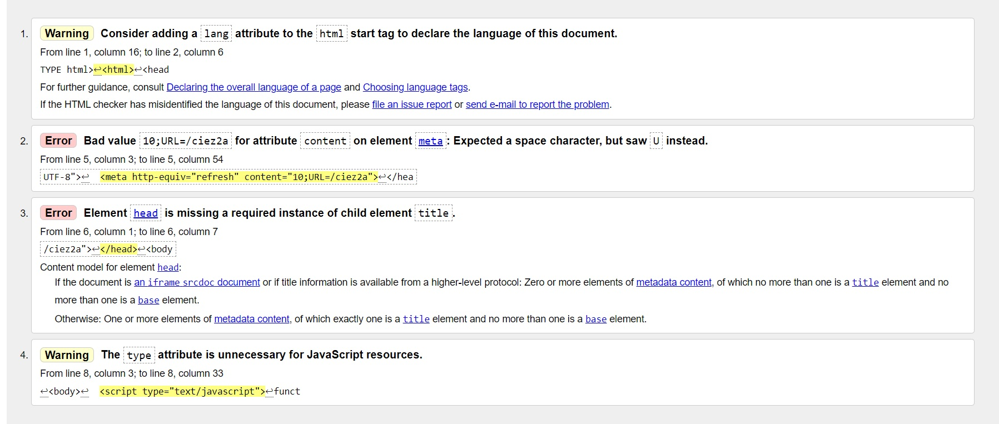 1. Warning Consider adding a lang attribute to the html start tag to declare the language of this document.
From line 1, column 16; to line 2, column 6
TYPE html>↩<html>↩<head
For further guidance, consult Declaring the overall language of a page and Choosing language tags.
If the HTML checker has misidentified the language of this document, please file an issue report or send e-mail to report the problem.
2. Error Bad value 10;URL=/ciez2a for attribute content on element meta: Expected a space character, but saw U instead.
From line 5, column 3; to line 5, column 54
UTF-8">↩  <meta http-equiv="refresh" content="10;URL=/ciez2a">↩</hea
3. Error Element head is missing a required instance of child element title.
From line 6, column 1; to line 6, column 7
/ciez2a">↩</head>↩<body
Content model for element head:
If the document is an iframe srcdoc document or if title information is available from a higher-level protocol: Zero or more elements of metadata content, of which no more than one is a title element and no
more than one is a base element.
Otherwise: One or more elements of metadata content, of which exactly one is a title element and no more than one is a base element.
4. Warning The type attribute is unnecessary for JavaScript resources.
From line 8, column 3; to line 8, column 33
↩<body>↩  <script type="text/javascript">↩funct